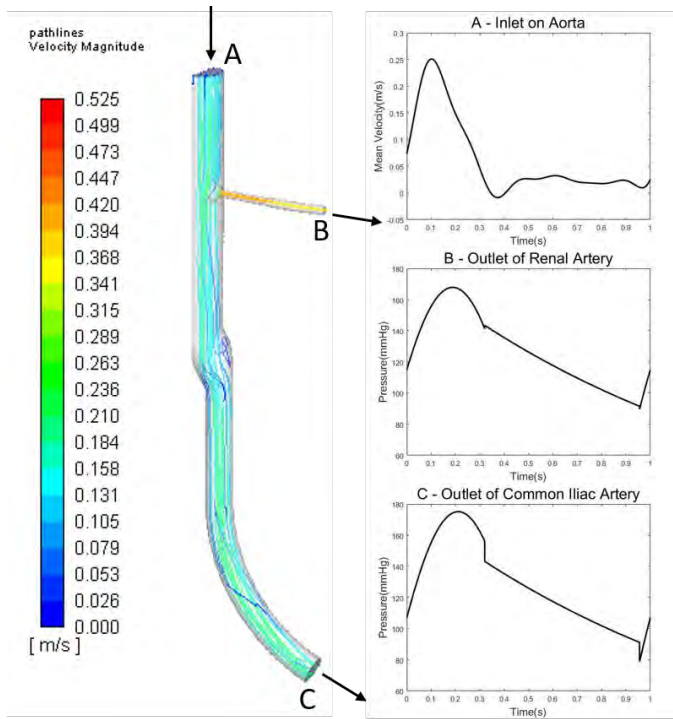 pathlines
Velocity Magnitude
0.525
0.499
0.473
0.447
0.420
0.394
0.368
0.341
0.315
0.289
0.263
0.236
0.210
0.184
0.158
0.131
0.105
0.079
0.053
0.026
0.000
[ m/s ]
A
B
C
A - Inlet on Aorta
Mean Velocity(m/s)
0.3
0.25
0.2
0.15
0.1
0.05
0
-0.05
0 0.1 0.2 0.3 0.4 0.5 0.6 0.7 0.8 0.9 1
Time(s)
B - Outlet of Renal Artery
Pressure(mmHg)
180
160
140
120
100
80
60
0 0.1 0.2 0.3 0.4 0.5 0.6 0.7 0.8 0.9 1
Time(s)
C - Outlet of Common Iliac Artery
Pressure(mmHg)
180
160
140
120
100
80
60
0 0.1 0.2 0.3 0.4 0.5 0.6 0.7 0.8 0.9 1
Time(s)